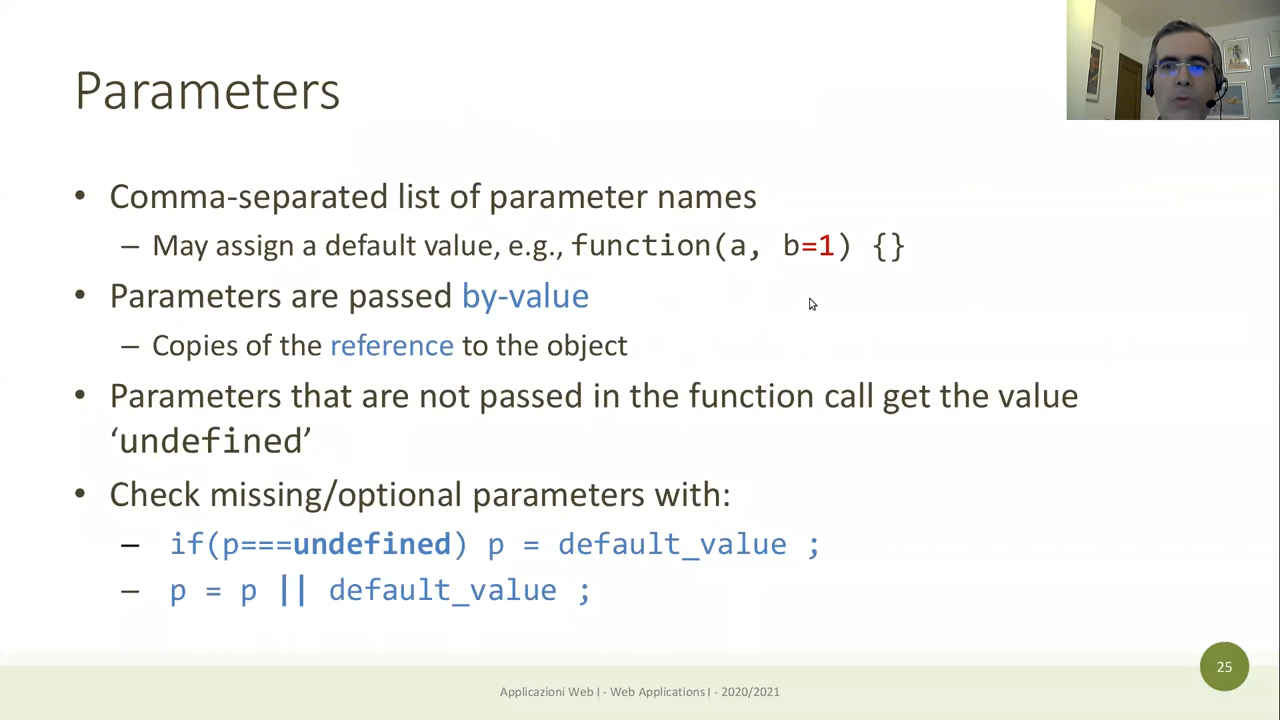 Parameters
• Comma-separated list of parameter names
– May assign a default value, e.g., function(a, b=1) {}
• Parameters are passed by-value
– Copies of the reference to the object
• Parameters that are not passed in the function call get the value
‘undefined’
• Check missing/optional parameters with:
– if(p===undefined) p = default_value ;
– p = p || default_value ;
25
Applicazioni Web I - Web Applications I - 2020/2021